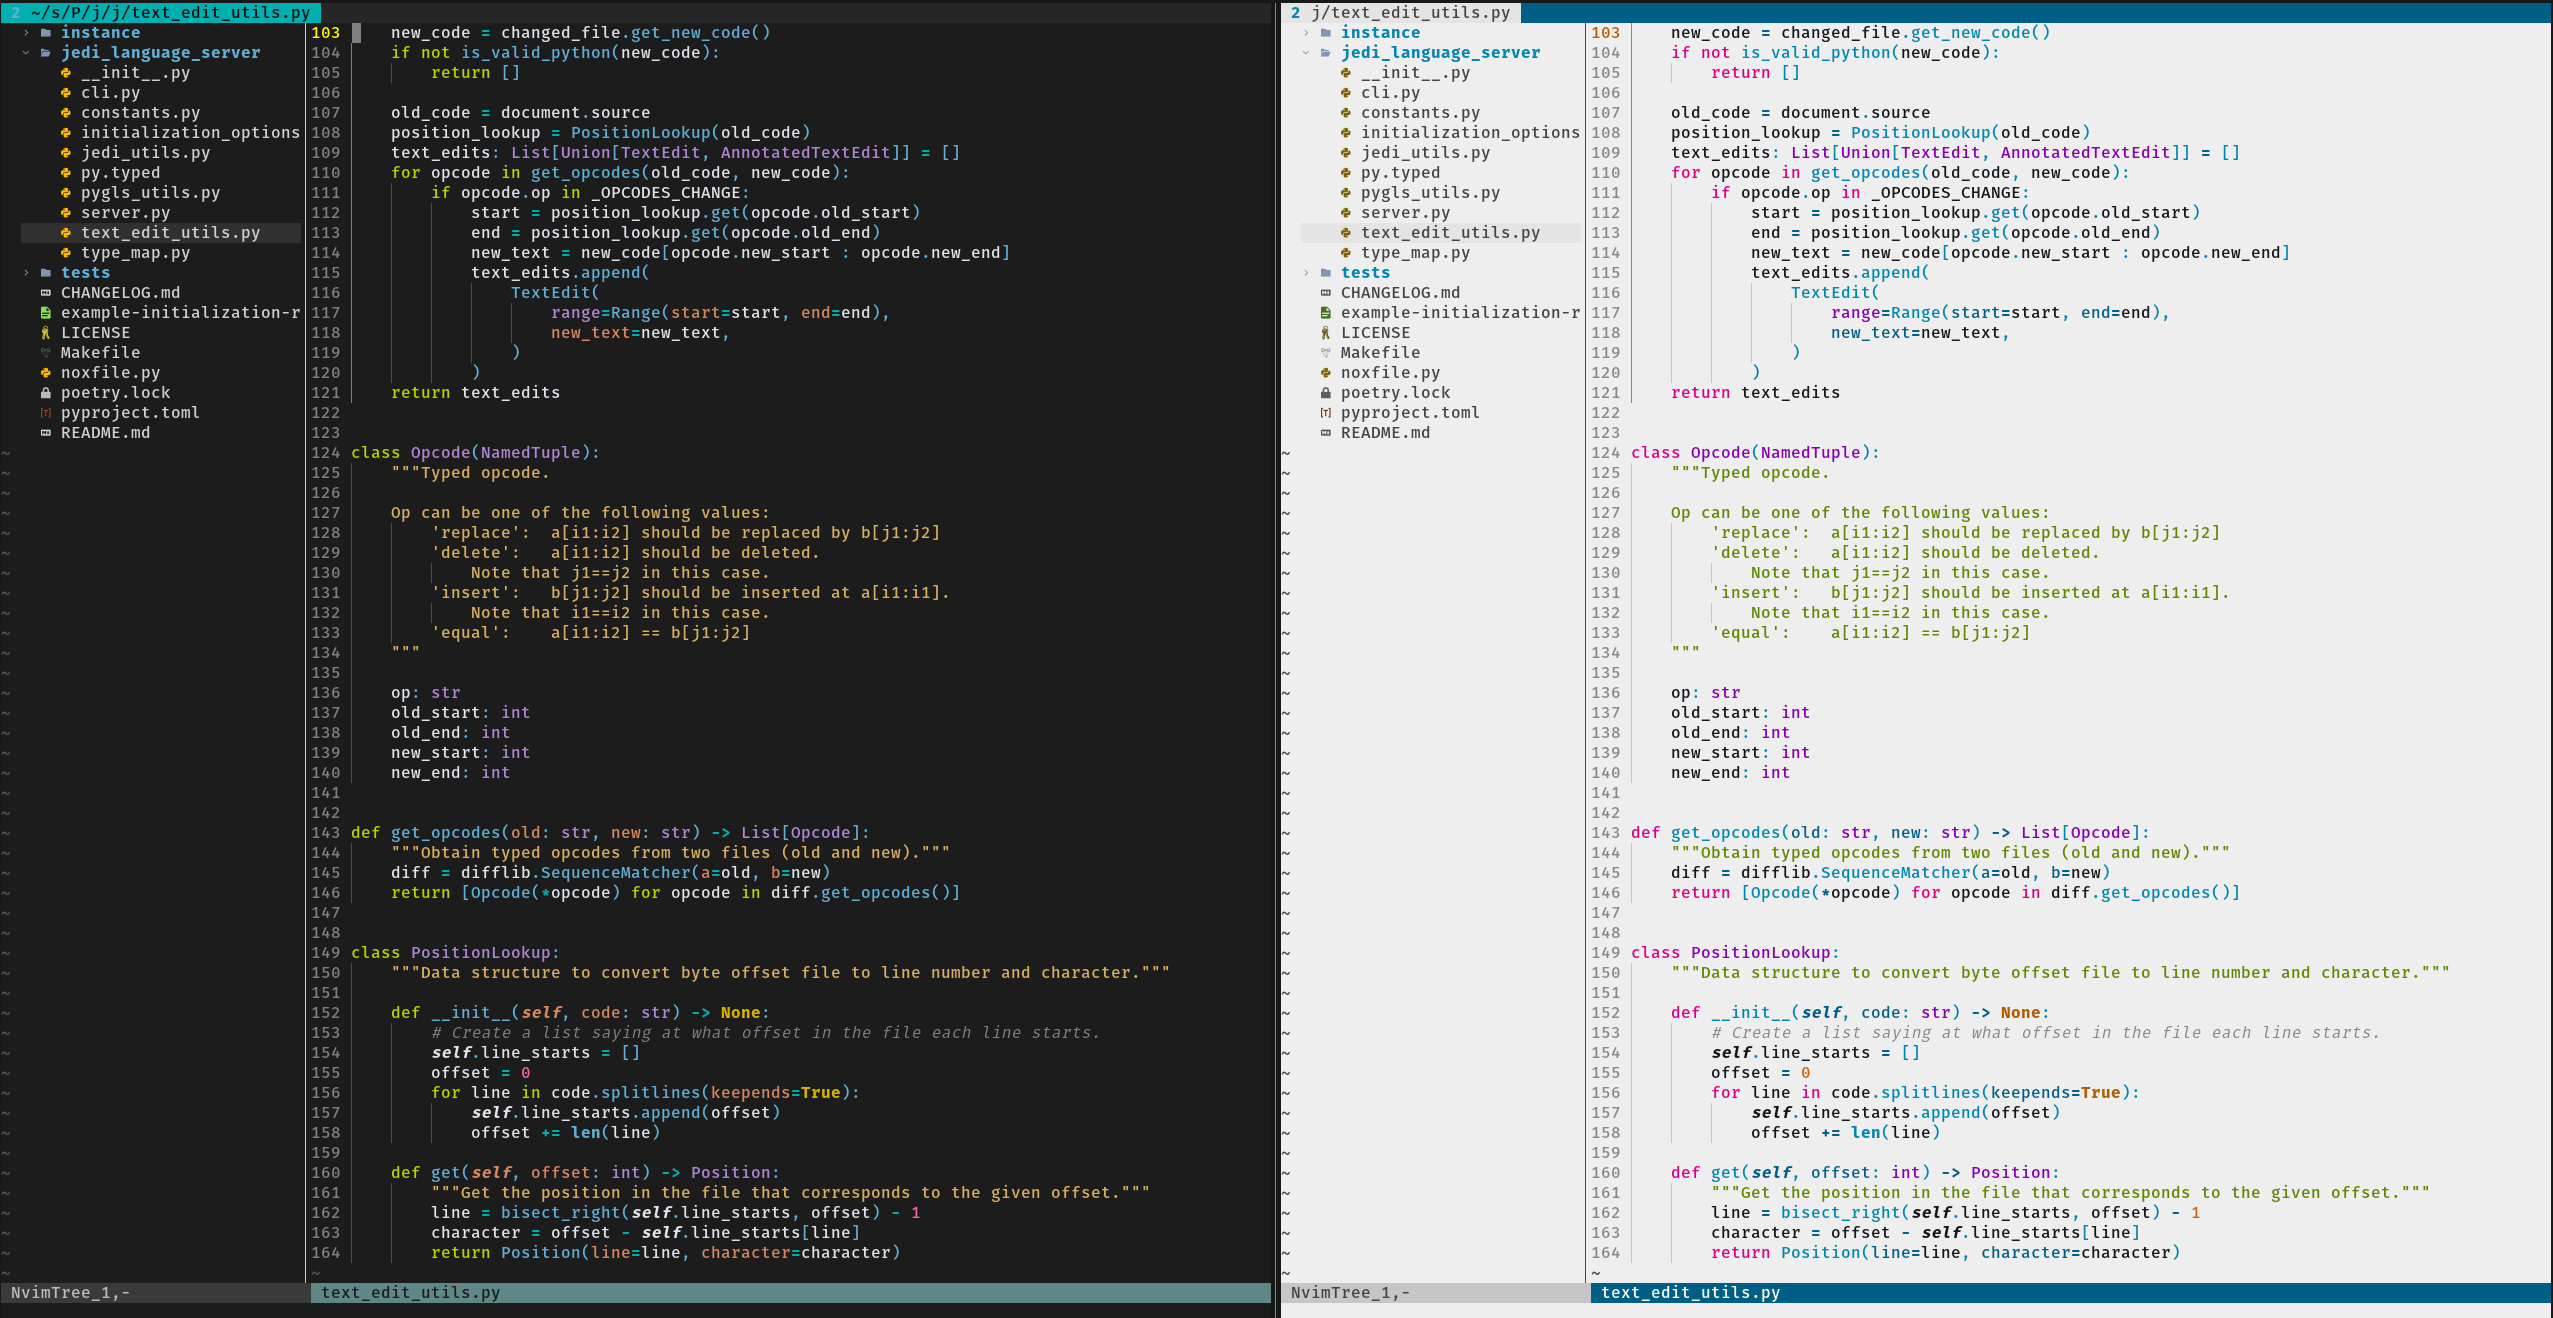 2 ~/s/P/j/j/text_edit_utils.py
instance
jedi_language_server
__init__.py
cli.py
constants.py
initialization_options
jedi_utils.py
py.typed
pygls_utils.py
server.py
text_edit_utils.py
type_map.py
tests
CHANGELOG.md
example-initialization-r
LICENSE
Makefile
noxfile.py
poetry.lock
pyproject.toml
README.md
103     new_code = changed_file.get_new_code()
104     if not is_valid_python(new_code):
105         return []
106
107     old_code = document.source
108     position_lookup = PositionLookup(old_code)
109     text_edits: List[Union[TextEdit, AnnotatedTextEdit]] = []
110     for opcode in get_opcodes(old_code, new_code):
111         if opcode.op in _OPCODES_CHANGE:
112             start = position_lookup.get(opcode.old_start)
113             end = position_lookup.get(opcode.old_end)
114             new_text = new_code[opcode.new_start : opcode.new_end]
115             text_edits.append(
116                 TextEdit(
117                     range=Range(start=start, end=end),
118                     new_text=new_text,
119                 )
120             )
121     return text_edits
122
123
124 class Opcode(NamedTuple):
125     """Typed opcode.
126
127     Op can be one of the following values:
128         'replace':  a[i1:i2] should be replaced by b[j1:j2]
129         'delete':   a[i1:i2] should be deleted.
130             Note that j1==j2 in this case.
131         'insert':   b[j1:j2] should be inserted at a[i1:i1].
132             Note that i1==i2 in this case.
133         'equal':    a[i1:i2] == b[j1:j2]
134     """
135
136     op: str
137     old_start: int
138     old_end: int
139     new_start: int
140     new_end: int
141
142
143 def get_opcodes(old: str, new: str) -> List[Opcode]:
144     """Obtain typed opcodes from two files (old and new)."""
145     diff = difflib.SequenceMatcher(a=old, b=new)
146     return [Opcode(*opcode) for opcode in diff.get_opcodes()]
147
148
149 class PositionLookup:
150     """Data structure to convert byte offset file to line number and character."""
151
152     def __init__(self, code: str) -> None:
153         # Create a list saying at what offset in the file each line starts.
154         self.line_starts = []
155         offset = 0
156         for line in code.splitlines(keepends=True):
157             self.line_starts.append(offset)
158             offset += len(line)
159
160     def get(self, offset: int) -> Position:
161         """Get the position in the file that corresponds to the given offset."""
162         line = bisect_right(self.line_starts, offset) - 1
163         character = offset - self.line_starts[line]
164         return Position(line=line, character=character)
NvimTree_1,-
text_edit_utils.py
2 j/text_edit_utils.py
instance
jedi_language_server
__init__.py
cli.py
constants.py
initialization_options
jedi_utils.py
py.typed
pygls_utils.py
server.py
text_edit_utils.py
type_map.py
tests
CHANGELOG.md
example-initialization-r
LICENSE
Makefile
noxfile.py
poetry.lock
pyproject.toml
README.md
103     new_code = changed_file.get_new_code()
104     if not is_valid_python(new_code):
105         return []
106
107     old_code = document.source
108     position_lookup = PositionLookup(old_code)
109     text_edits: List[Union[TextEdit, AnnotatedTextEdit]] = []
110     for opcode in get_opcodes(old_code, new_code):
111         if opcode.op in _OPCODES_CHANGE:
112             start = position_lookup.get(opcode.old_start)
113             end = position_lookup.get(opcode.old_end)
114             new_text = new_code[opcode.new_start : opcode.new_end]
115             text_edits.append(
116                 TextEdit(
117                     range=Range(start=start, end=end),
118                     new_text=new_text,
119                 )
120             )
121     return text_edits
122
123
124 class Opcode(NamedTuple):
125     """Typed opcode.
126
127     Op can be one of the following values:
128         'replace':  a[i1:i2] should be replaced by b[j1:j2]
129         'delete':   a[i1:i2] should be deleted.
130             Note that j1==j2 in this case.
131         'insert':   b[j1:j2] should be inserted at a[i1:i1].
132             Note that i1==i2 in this case.
133         'equal':    a[i1:i2] == b[j1:j2]
134     """
135
136     op: str
137     old_start: int
138     old_end: int
139     new_start: int
140     new_end: int
141
142
143 def get_opcodes(old: str, new: str) -> List[Opcode]:
144     """Obtain typed opcodes from two files (old and new)."""
145     diff = difflib.SequenceMatcher(a=old, b=new)
146     return [Opcode(*opcode) for opcode in diff.get_opcodes()]
147
148
149 class PositionLookup:
150     """Data structure to convert byte offset file to line number and character."""
151
152     def __init__(self, code: str) -> None:
153         # Create a list saying at what offset in the file each line starts.
154         self.line_starts = []
155         offset = 0
156         for line in code.splitlines(keepends=True):
157             self.line_starts.append(offset)
158             offset += len(line)
159
160     def get(self, offset: int) -> Position:
161         """Get the position in the file that corresponds to the given offset."""
162         line = bisect_right(self.line_starts, offset) - 1
163         character = offset - self.line_starts[line]
164         return Position(line=line, character=character)
NvimTree_1,-
text_edit_utils.py